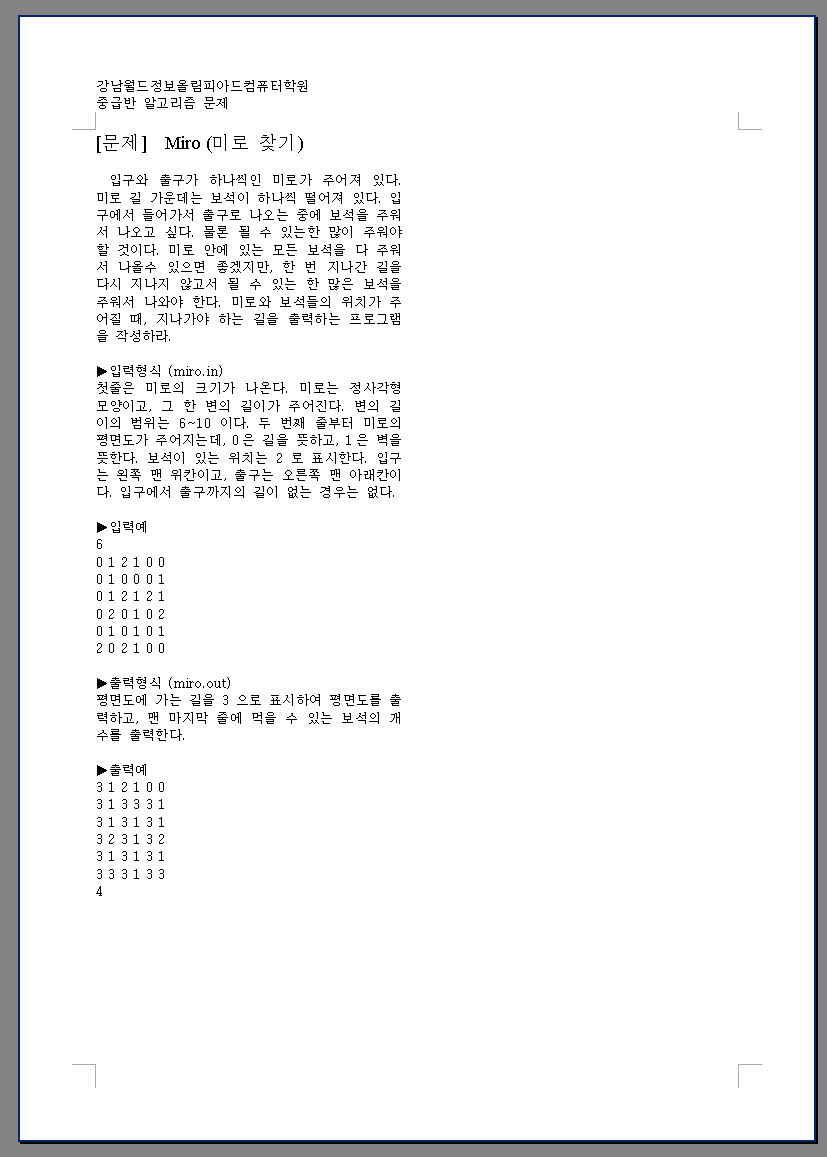 강남월드정보올림피아드컴퓨터학원
중급반 알고리즘 문제
[문제] Miro (미로 찾기)
입구와 출구가 하나씩인 미로가 주어져 있다.
미로 길 가운데는 보석이 하나씩 떨어져 있다. 입
구에서 들어가서 출구로 나오는 중에 보석을 주워
서 나오고 싶다. 물론 될 수 있는한 많이 주워야
할 것이다. 미로 안에 있는 모든 보석을 다 주워
서 나올수 있으면 좋겠지만, 한 번 지나간 길을
다시 지나지 않고서 될 수 있는 한 많은 보석을
주워서 나와야 한다. 미로와 보석들의 위치가 주
어질 때, 지나가야 하는 길을 출력하는 프로그램
을 작성하라.
▶입력형식 (miro.in)
첫줄은 미로의 크기가 나온다. 미로는 정사각형
모양이고, 그 한 변의 길이가 주어진다. 변의 길
이의 범위는 6~10 이다. 두 번째 줄부터 미로의
평면도가 주어지는데, 0은 길을 뜻하고, 1은 벽을
뜻한다. 보석이 있는 위치는 2 로 표시한다. 입구
는 왼쪽 맨 위칸이고, 출구는 오른쪽 맨 아래칸이
다. 입구에서 출구까지의 길이 없는 경우는 없다.
▶입력예
6
0 1 2 1 0 0
0 1 0 0 0 1
0 1 2 1 2 1
0 2 0 1 0 2
0 1 0 1 0 1
2 0 2 1 0 0
▶출력형식 (miro.out)
평면도에 가는 길을 3 으로 표시하여 평면도를 출
력하고, 맨 마지막 줄에 먹을 수 있는 보석의 개
수를 출력한다.
▶출력예
3 1 2 1 0 0
3 1 3 3 3 1
3 1 3 1 3 1
3 2 3 1 3 2
3 1 3 1 3 1
3 3 3 1 3 3
4